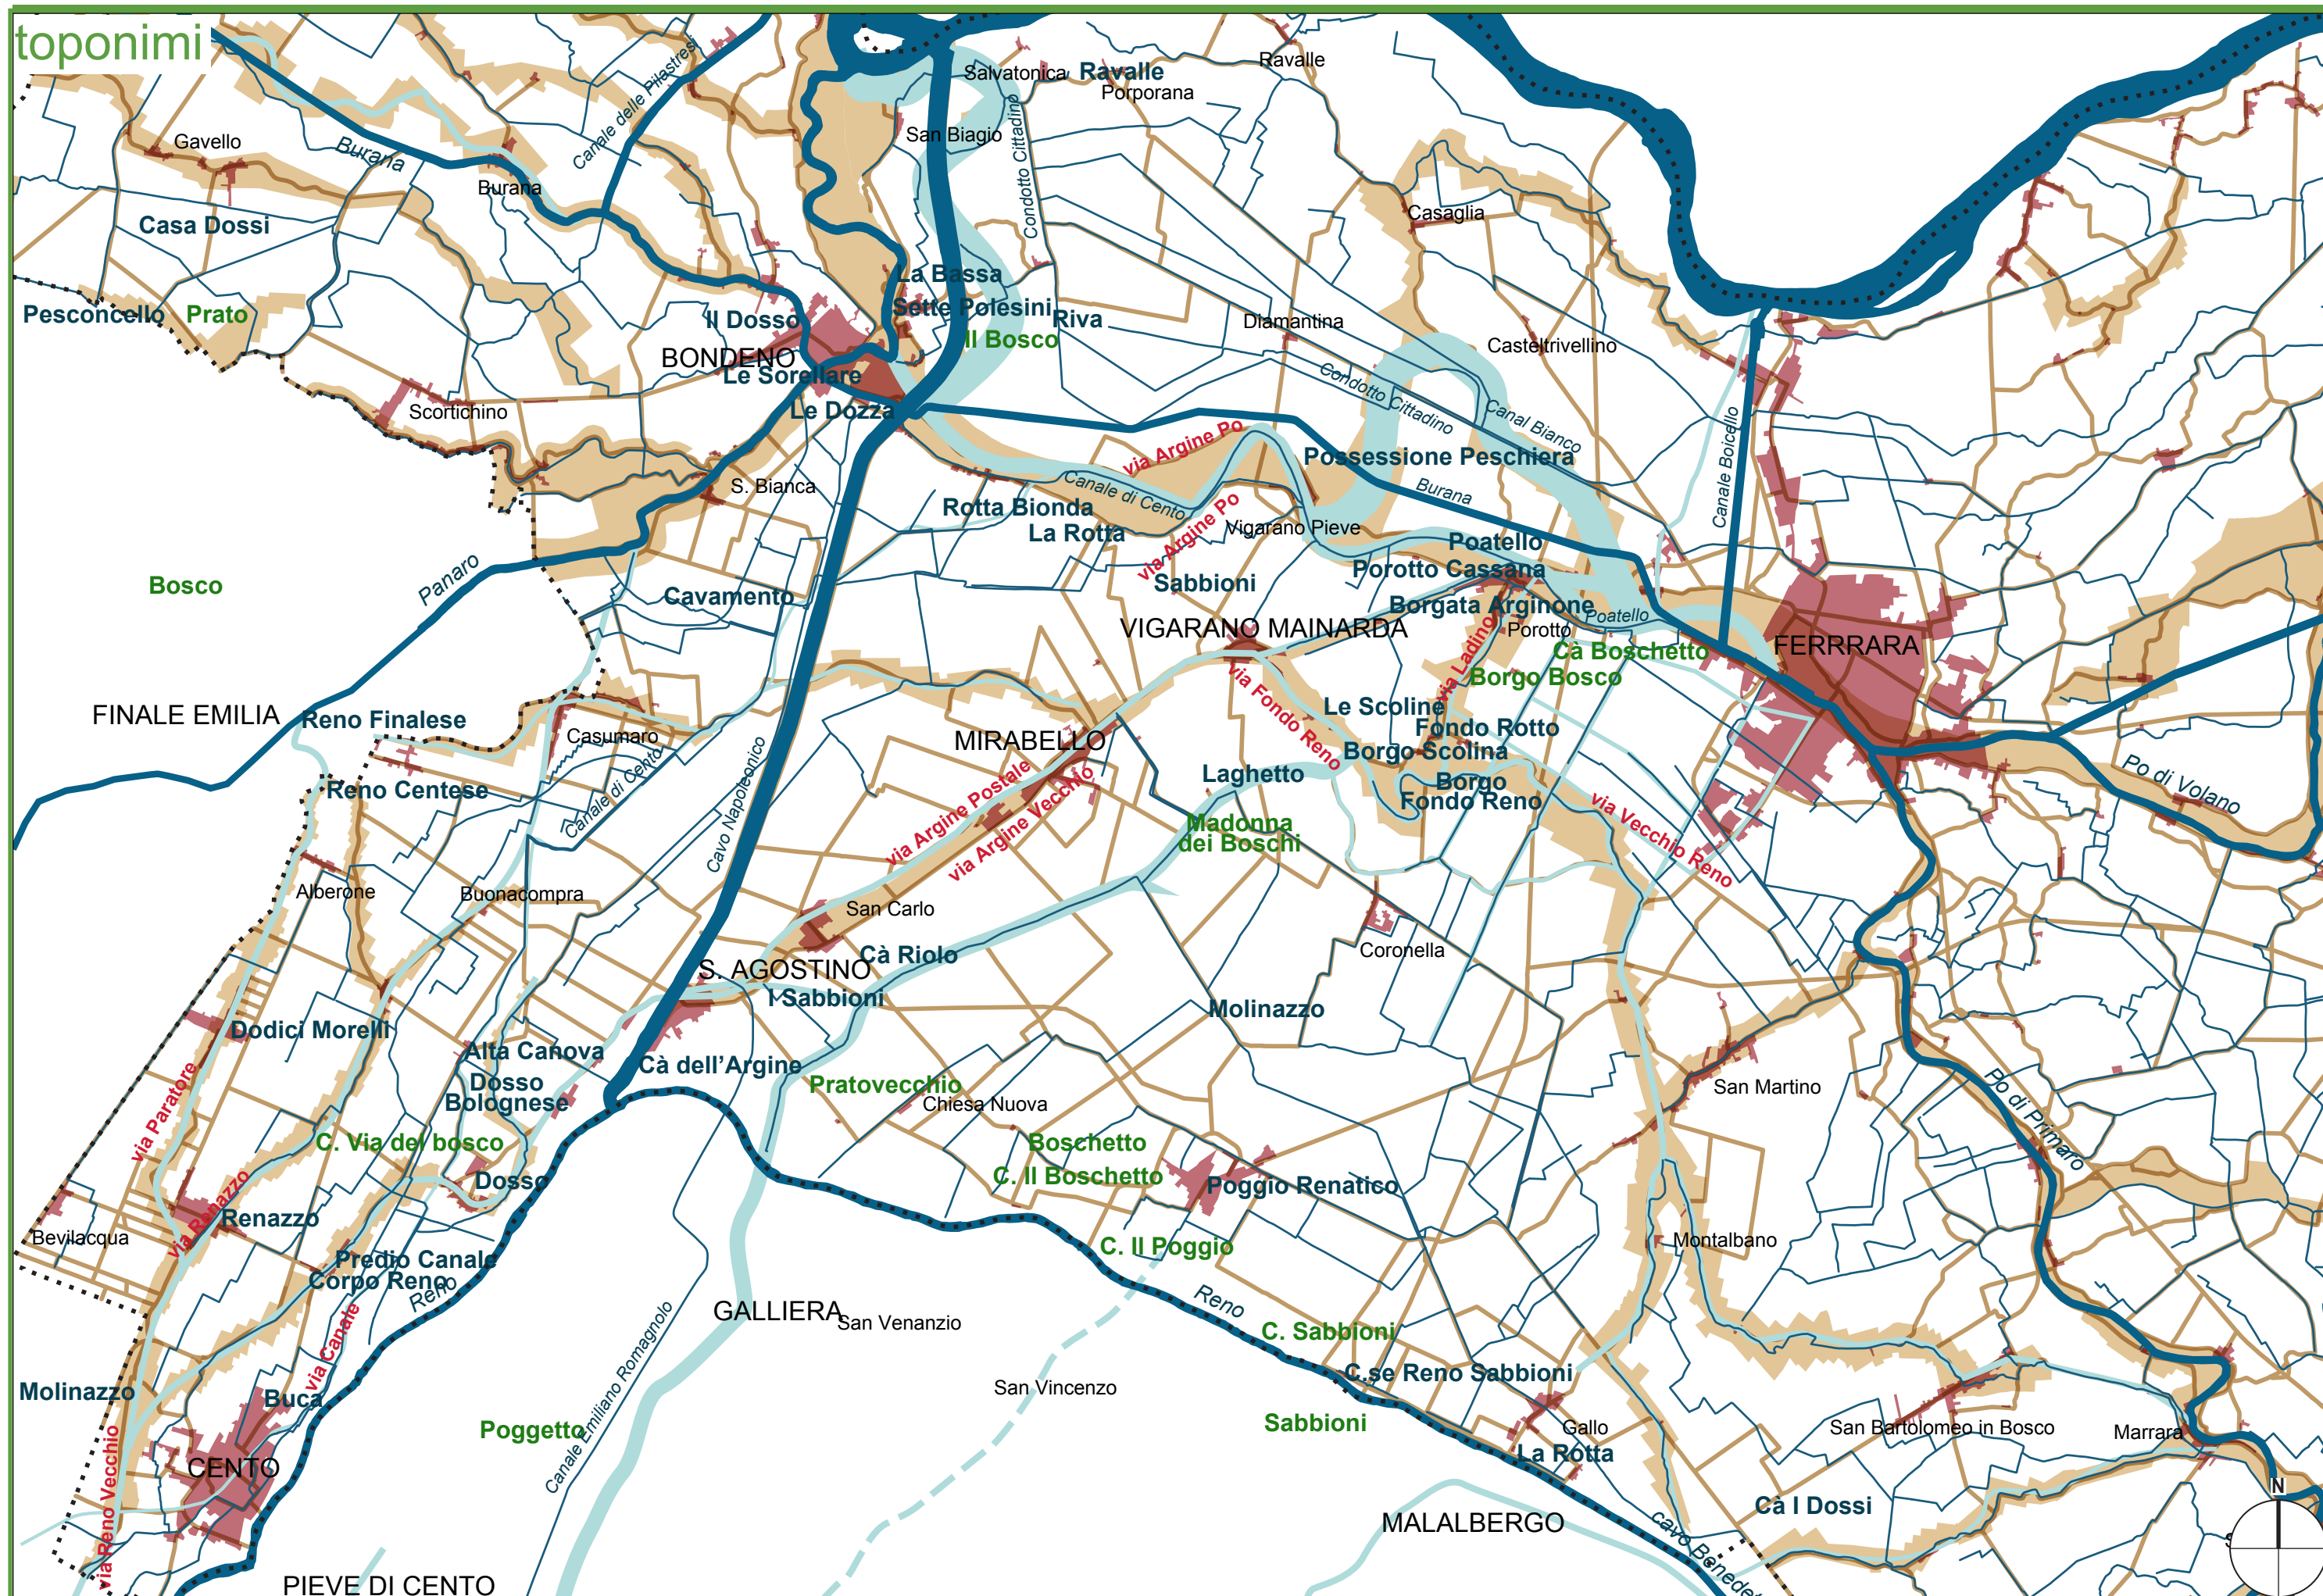 toponimi
Salvatonica
Ravalle
Ravalle
Porporana
Canale delle Pilastresi
Gavello
Burana
Burana
San Biagio
Condotto Cittadino
Casaglia
Casa Dossi
Pesconcello
Prato
La Bassa
Sette Polesini
Riva
Il Bosco
Il Dosso
BONDENO
Le Sorellare
Le Dozza
Diamantina
Casteltrivellino
Condotto Cittadino
Canal Bianco
Canale Boicello
Scortichino
S. Bianca
via Argine Po
Possessione Peschiera
Canale di Cento
Burana
Rotta Bionda
La Rotta
via Argine Po
Vigarano Pieve
Poatello
Porotto Cassana
Sabbioni
Panaro
Bosco
Cavamento
Borgata Arginone
Poatello
Porotto
VIGARANO MAINARDA
via Ladino
Cà Boschetto
Borgo Bosco
FERRRARA
via Fondo Reno
FINALE EMILIA
Reno Finalese
Casumaro
MIRABELLO
Le Scoline
Fondo Rotto
Borgo Scolina
Laghetto
Borgo
Fondo Reno
Reno Centese
Canale di Cento
Cavo Napoleonico
via Argine Postale
via Argine Vecchio
Madonna
dei Boschi
via Vecchio Reno
Po di Volano
Alberone
Buonacompra
San Carlo
Coronella
Cà Riolo
S. AGOSTINO
I Sabbioni
Molinazzo
Dodici Morelli
Alta Canova
Cà dell'Argine
Dosso
Bolognese
Pratovecchio
Chiesa Nuova
San Martino
Po di Primaro
via Paratore
C. Via del bosco
Boschetto
C. Il Boschetto
Dosso
Poggio Renatico
via Renazzo
Renazzo
Bevilacqua
Predio Canale
Corpo Reno
Reno
C. Il Poggio
Montalbano
GALLIERA
San Venanzio
Reno
C. Sabbioni
via Canale
Canale Emiliano Romagnolo
Molinazzo
Buca
San Vincenzo
C.se Reno Sabbioni
Poggetto
Sabbioni
Gallo
San Bartolomeo in Bosco
Marrara
La Rotta
CENTO
via Reno Vecchio
Cà I Dossi
N
MALALBERGO
PIEVE DI CENTO